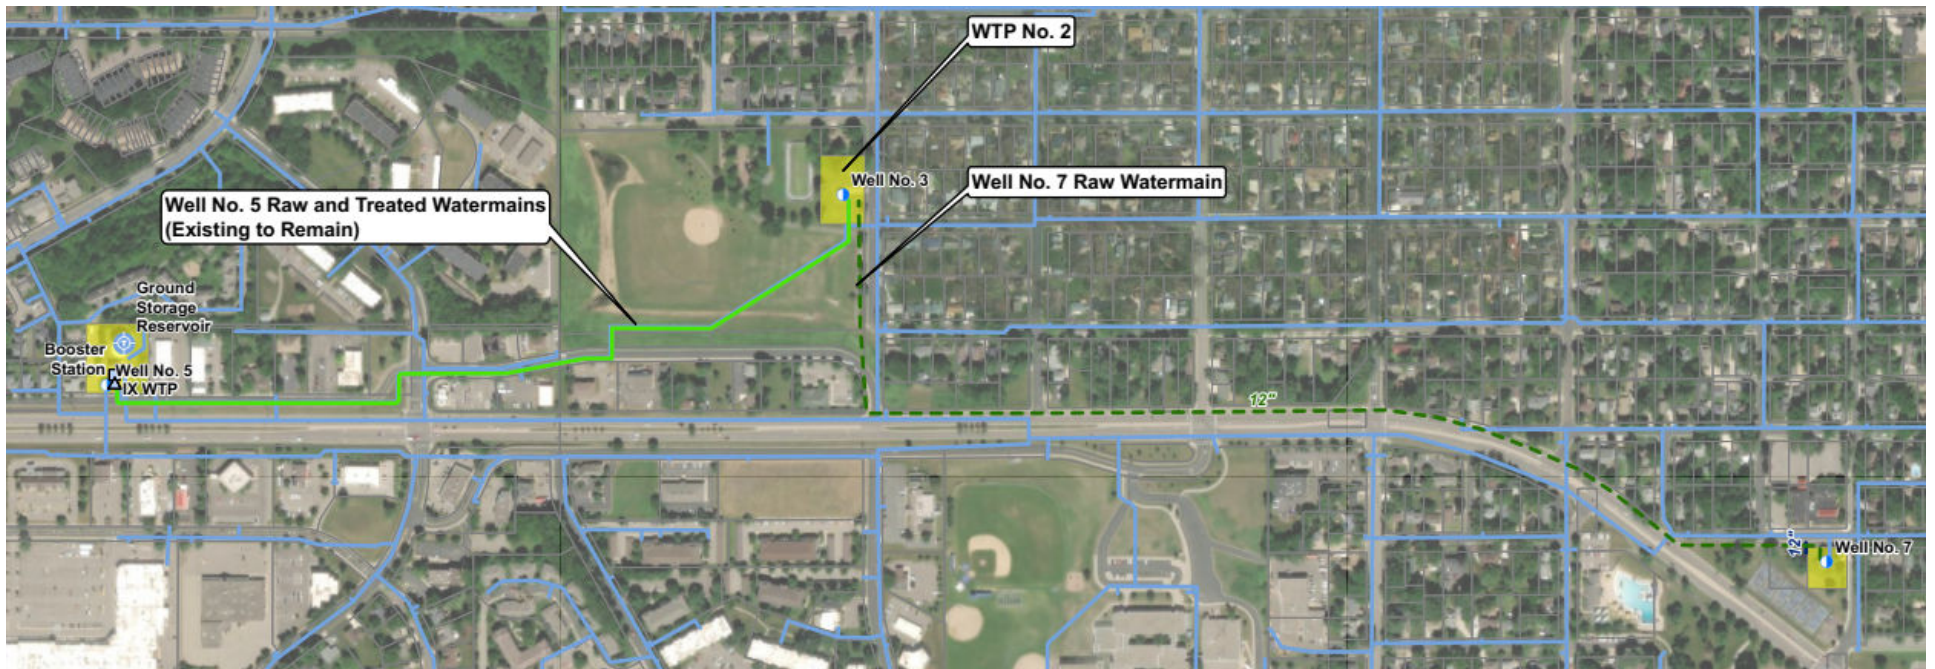 WTP No. 2
Well No. 3
Well No. 7 Raw Watermain
Well No. 5 Raw and Treated Watermains
(Existing to Remain)
Ground
Storage
Reservoir
Booster
Station
Well No. 5
IX WTP
12"
12"
Well No. 7